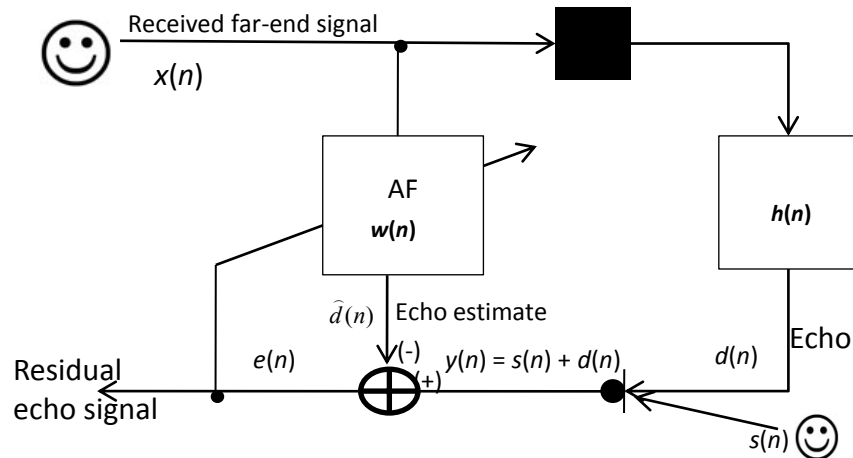 Received far-end signal
x(n)
AF
w(n)
h(n)
d̂(n)
Echo estimate
Echo
(-)
e(n)
(+)
y(n) = s(n) + d(n)
d(n)
Residual
echo signal
s(n)